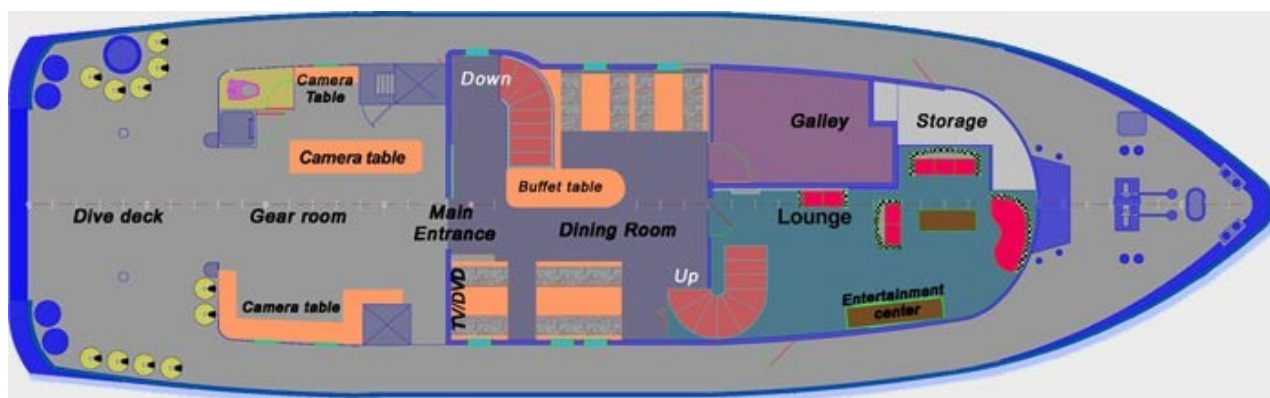 Down
Camera
Table
Galley
Storage
Camera table
Buffet table
Dive deck
Gear room
Main
Entrance
Dining Room
Lounge
Up
TV/DVD
Camera table
Entertainment
center